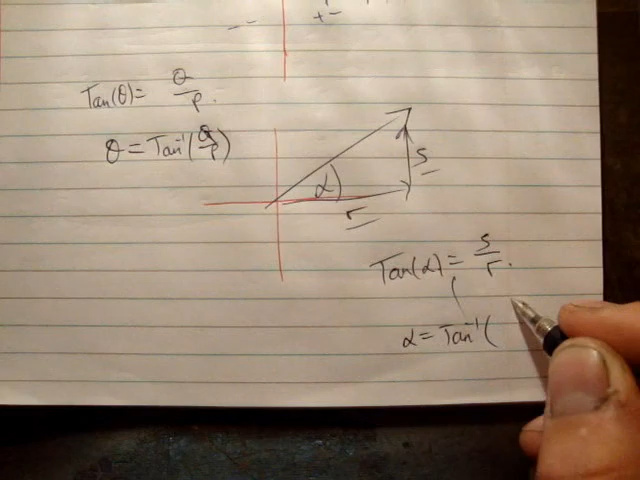 -- +-
Tan(θ) = Q/P.
θ = Tan⁻¹(Q/P)
α
s
r
Tan(α) = s/r.
α = Tan⁻¹(